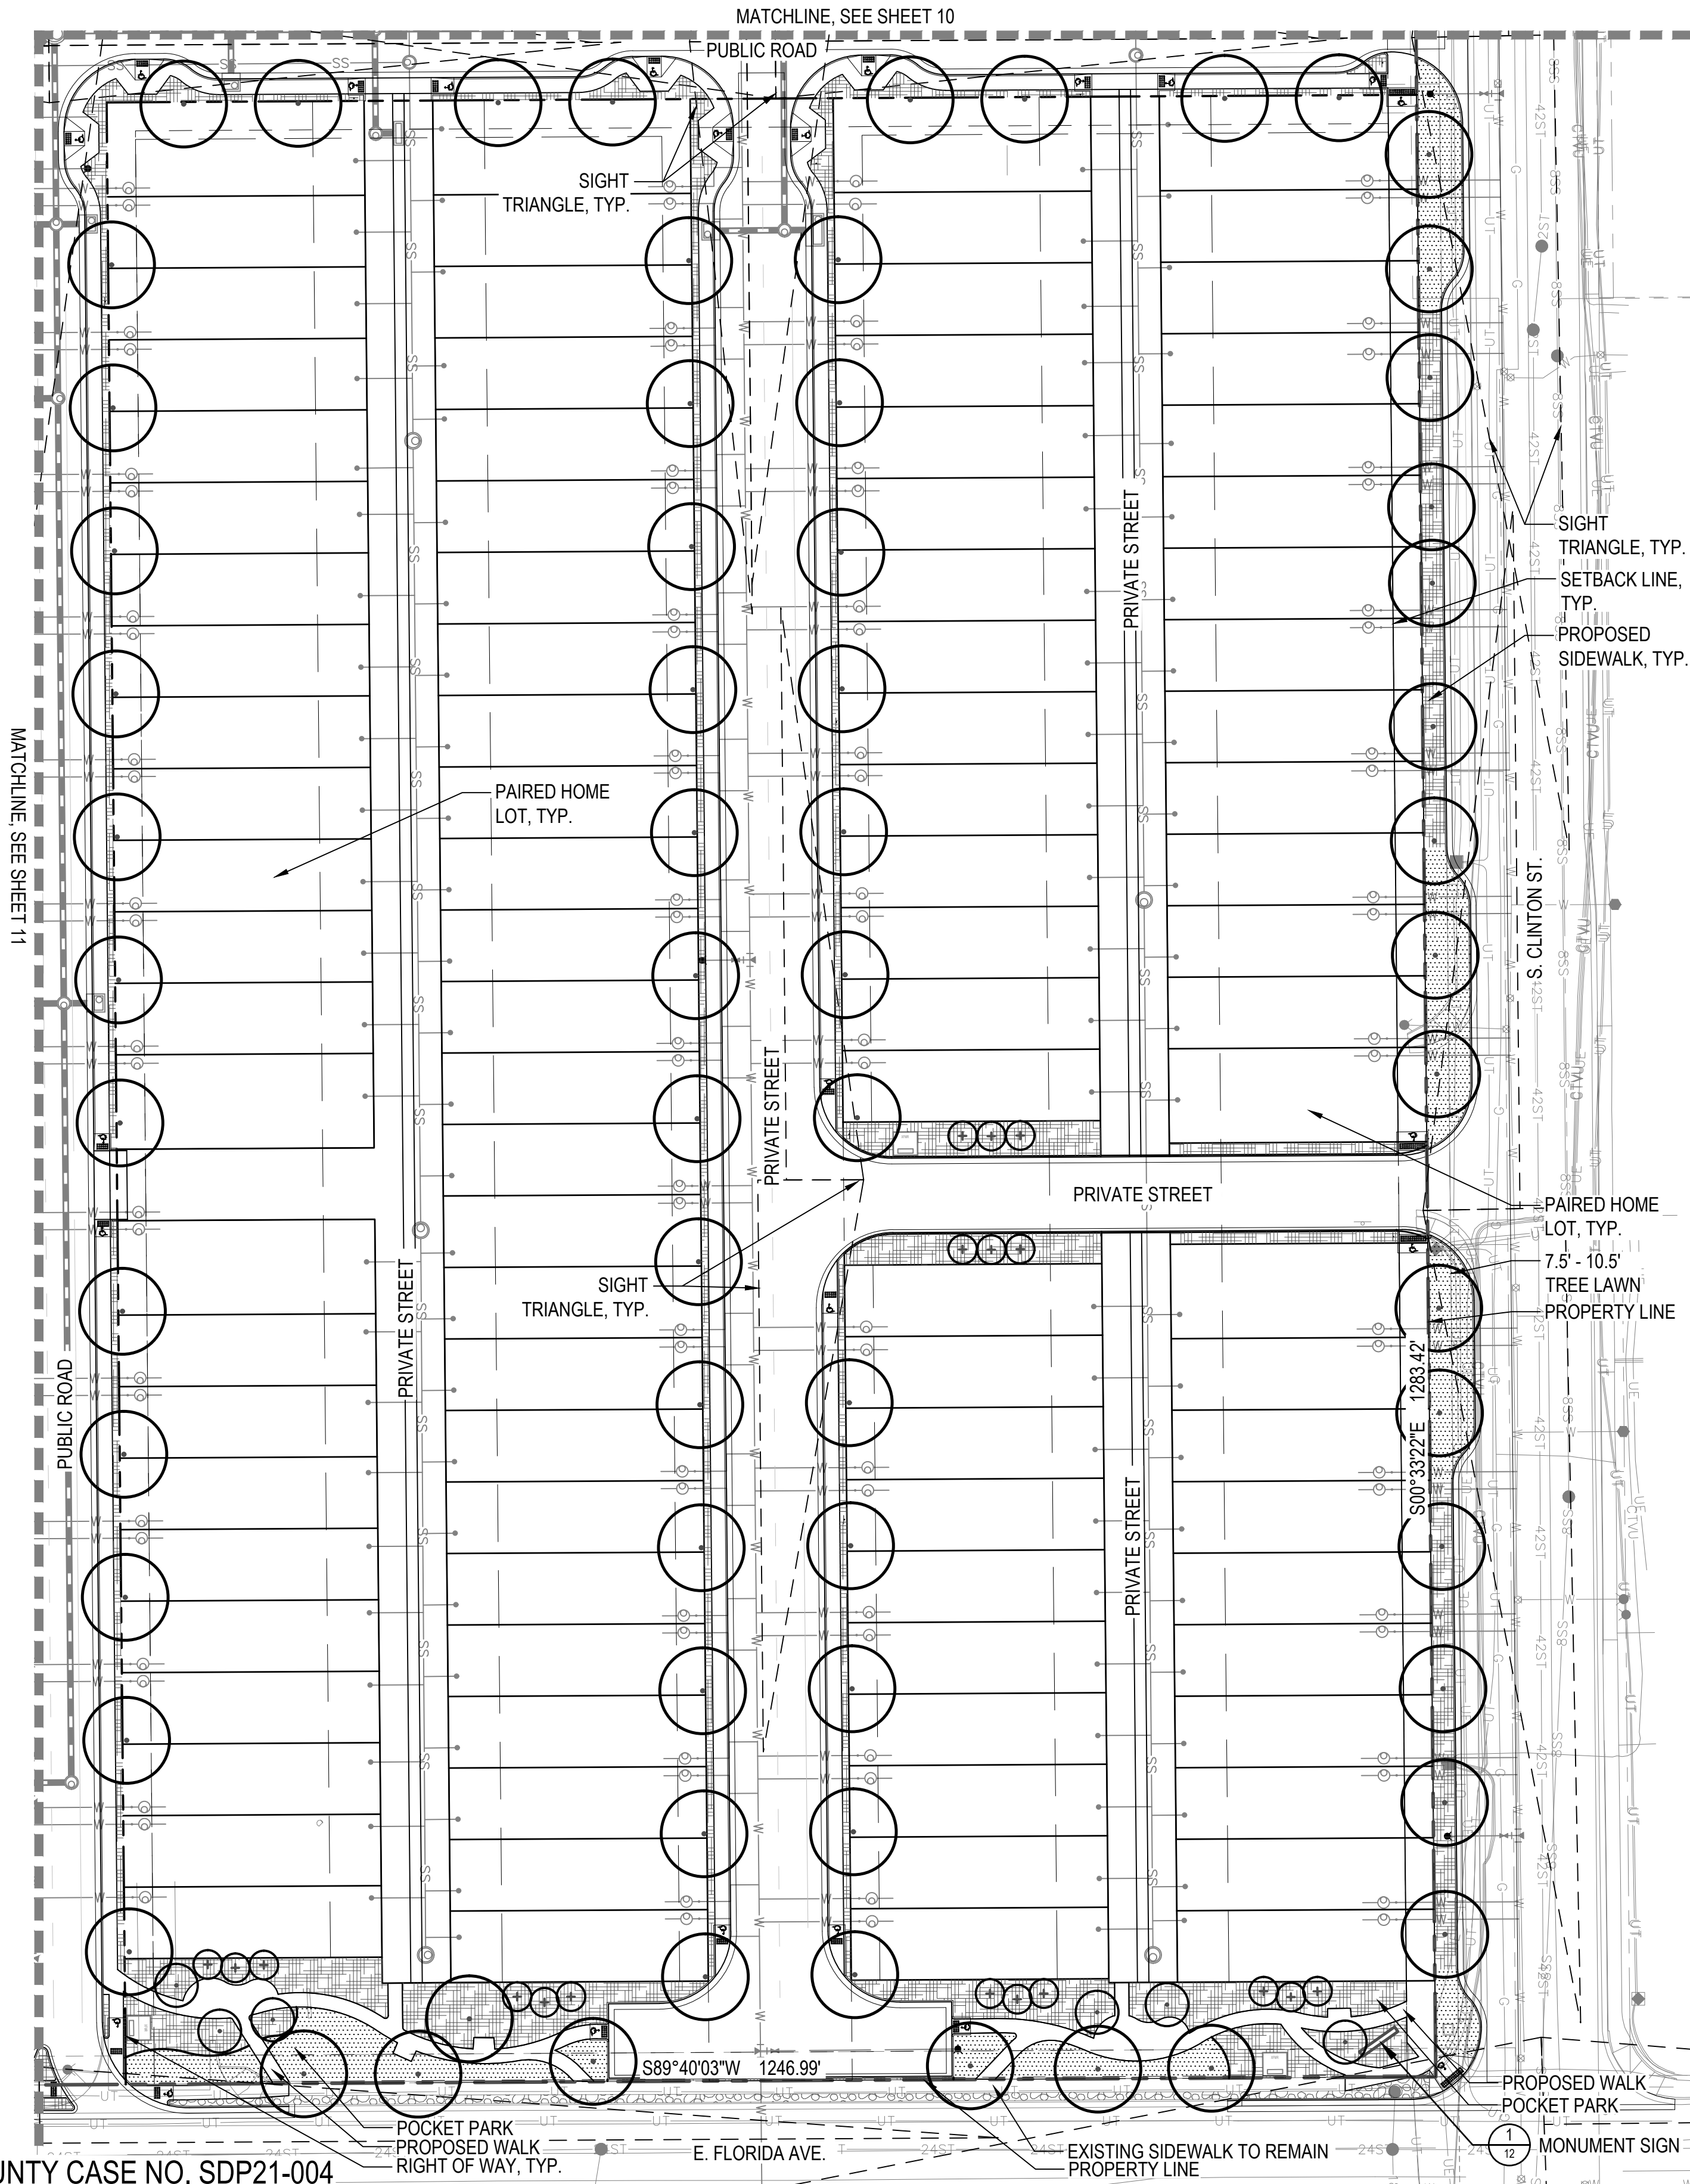 MATCHLINE, SEE SHEET 10
PUBLIC ROAD
SIGHT
TRIANGLE, TYP.
PRIVATE STREET
SIGHT
TRIANGLE, TYP.
SETBACK LINE,
TYP.
PROPOSED
SIDEWALK, TYP.
MATCHLINE, SEE SHEET 11
PAIRED HOME
LOT, TYP.
S. CLINTON ST.
PRIVATE STREET
PRIVATE STREET
PAIRED HOME
LOT, TYP.
7.5' - 10.5'
TREE LAWN
PROPERTY LINE
SIGHT
TRIANGLE, TYP.
PRIVATE STREET
PUBLIC ROAD
S00°33'22"E 1283.42'
PRIVATE STREET
S89°40'03"W 1246.99'
PROPOSED WALK
POCKET PARK
POCKET PARK
PROPOSED WALK
RIGHT OF WAY, TYP.
E. FLORIDA AVE.
EXISTING SIDEWALK TO REMAIN
PROPERTY LINE
1
12
MONUMENT SIGN
UNTY CASE NO. SDP21-004